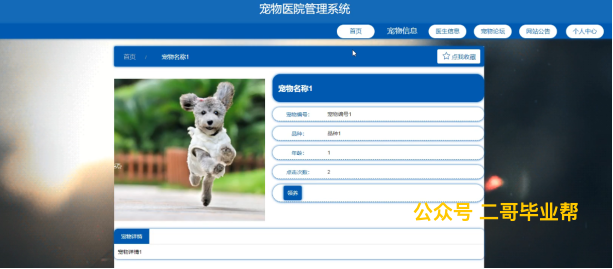 宠物医院管理系统
首页 宠物信息 医生信息 宠物论坛 网站公告 个人中心
首页 › 宠物名称1 ☆点我收藏
宠物名称1
宠物编号: 宠物编号1
品种: 品种1
年龄: 1
点击次数: 2
领养
公众号 二哥毕业帮
宠物详情
宠物详情1